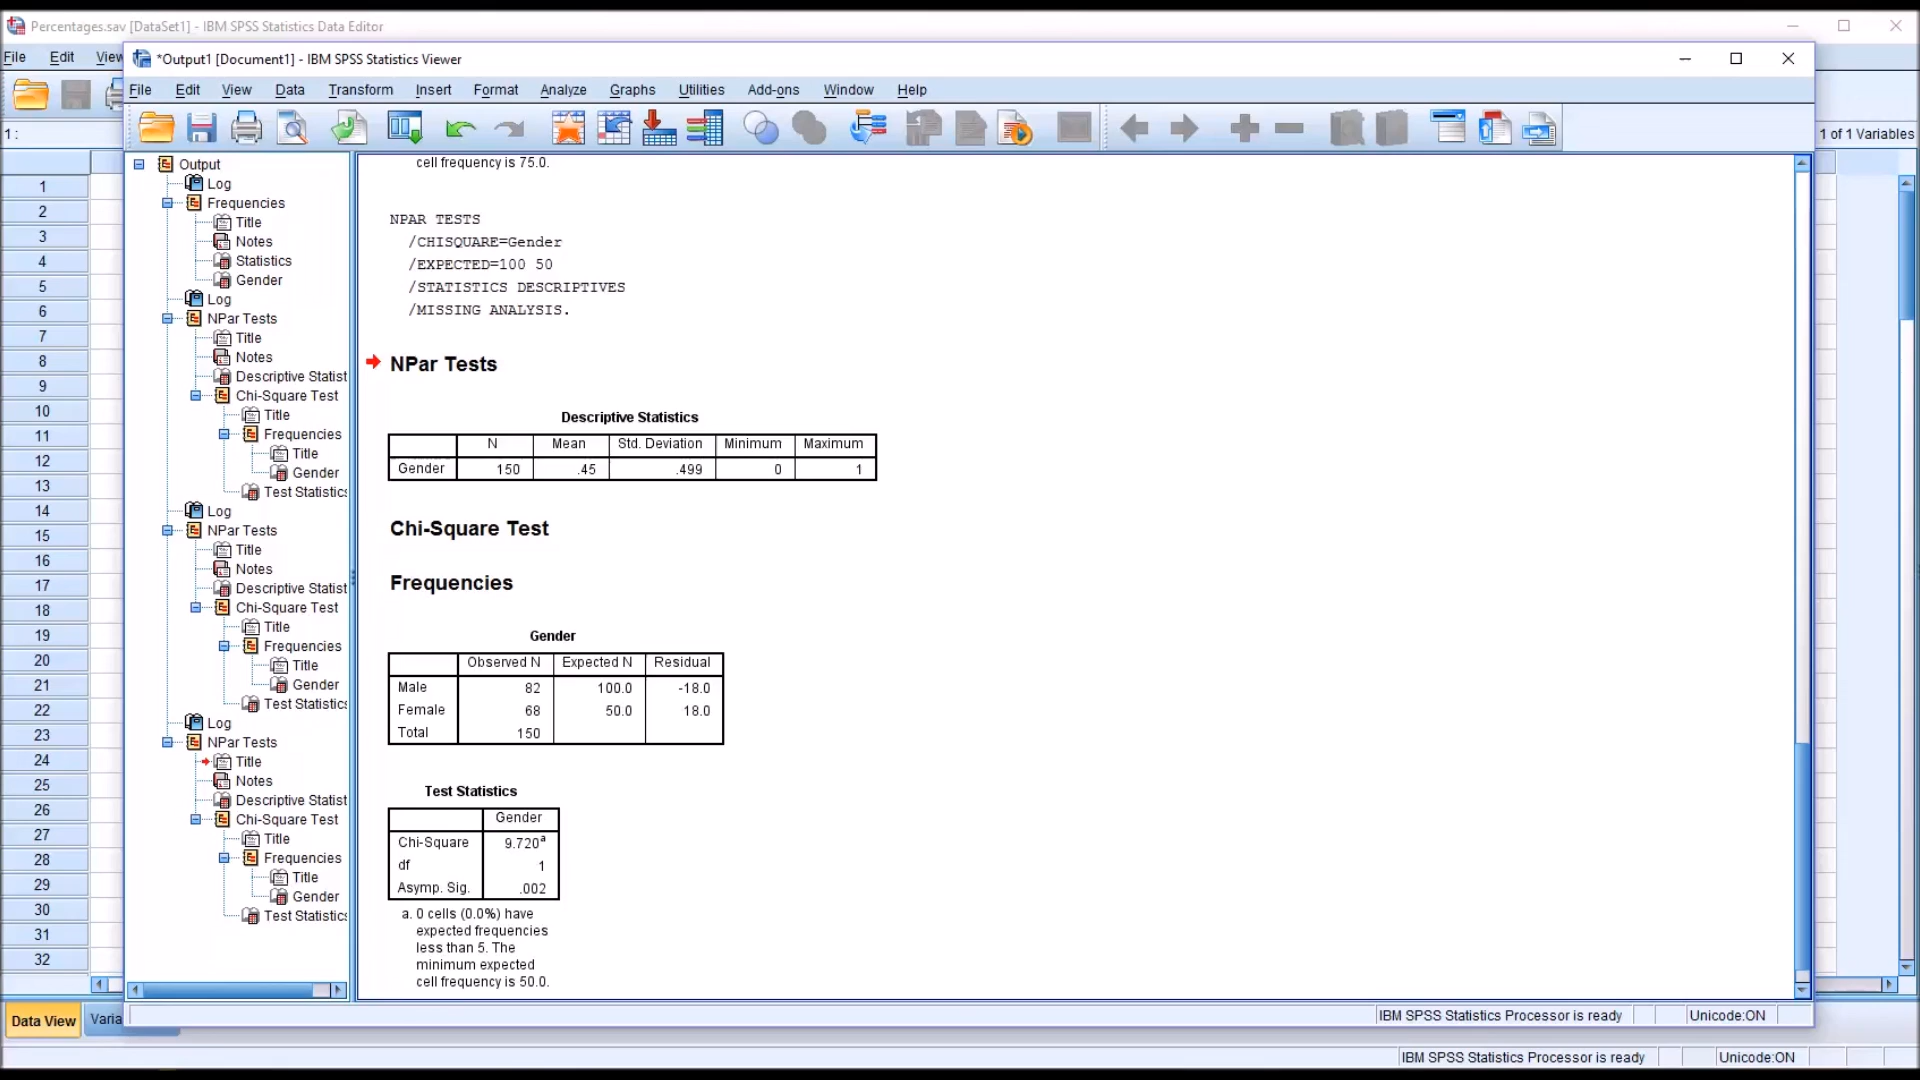 Percentages.sav [DataSet1] - IBM SPSS Statistics Data Editor
File Edit View
*Output1 [Document1] - IBM SPSS Statistics Viewer
File Edit View Data Transform Insert Format Analyze Graphs Utilities Add-ons Window Help
1 :
1 of 1 Variables
1
2
3
4
5
6
7
8
9
10
11
12
13
14
15
16
17
18
19
20
21
22
23
24
25
26
27
28
29
30
31
32
Output
Log
Frequencies
Title
Notes
Statistics
Gender
Log
NPar Tests
Title
Notes
Descriptive Statist
Chi-Square Test
Title
Frequencies
Title
Gender
Test Statistics
Log
NPar Tests
Title
Notes
Descriptive Statist
Chi-Square Test
Title
Frequencies
Title
Gender
Test Statistics
Log
NPar Tests
Title
Notes
Descriptive Statist
Chi-Square Test
Title
Frequencies
Title
Gender
Test Statistics
cell frequency is 75.0.
NPAR TESTS
/CHISQUARE=Gender
/EXPECTED=100 50
/STATISTICS DESCRIPTIVES
/MISSING ANALYSIS.
NPar Tests
Descriptive Statistics
N Mean Std. Deviation Minimum Maximum
Gender 150 .45 .499 0 1
Chi-Square Test
Frequencies
Gender
Observed N Expected N Residual
Male 82 100.0 -18.0
Female 68 50.0 18.0
Total 150
Test Statistics
Gender
Chi-Square 9.720a
df 1
Asymp. Sig. .002
a. 0 cells (0.0%) have
expected frequencies
less than 5. The
minimum expected
cell frequency is 50.0.
IBM SPSS Statistics Processor is ready Unicode:ON
Data View Varia
IBM SPSS Statistics Processor is ready Unicode:ON